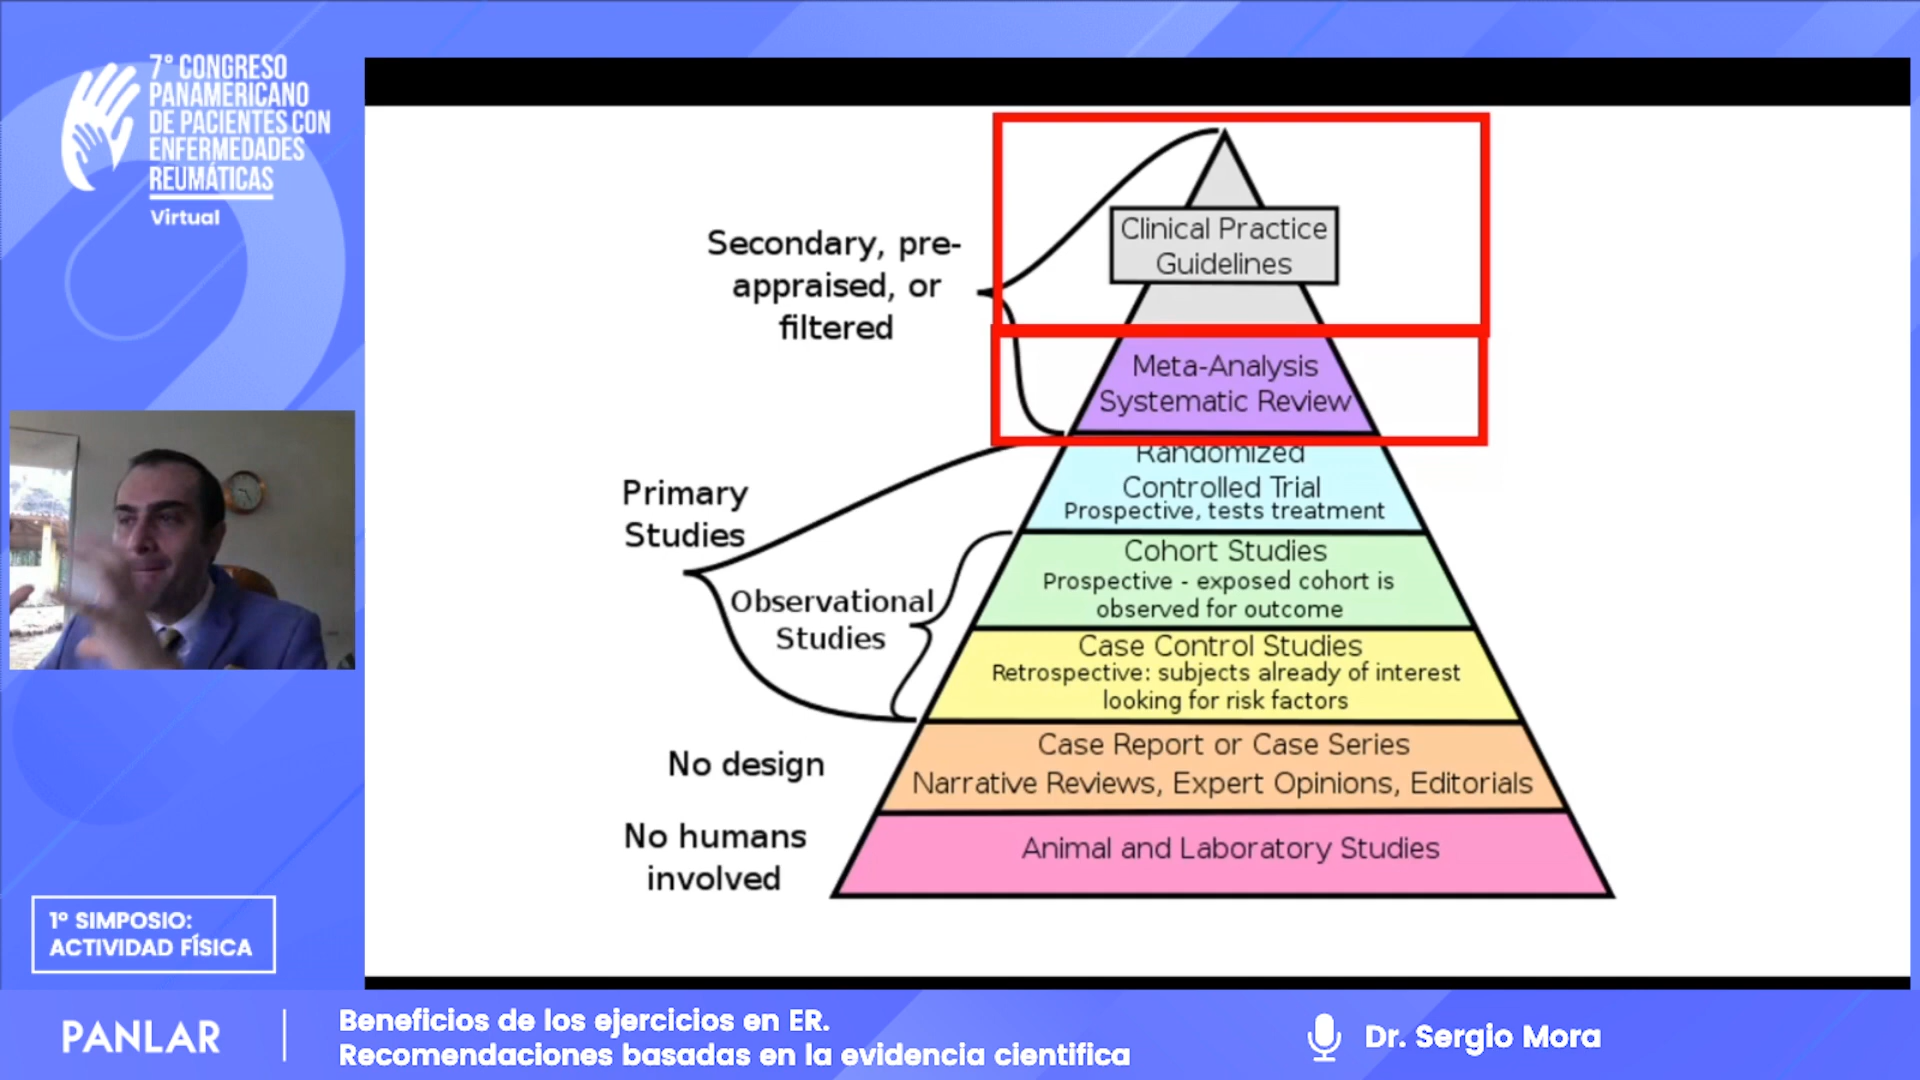 7° CONGRESO
PANAMERICANO
DE PACIENTES CON
ENFERMEDADES
REUMÁTICAS
Virtual
Clinical Practice
Guidelines
Secondary, pre-
appraised, or
filtered
Meta-Analysis
Systematic Review
Randomized
Controlled Trial
Prospective, tests treatment
Primary
Studies
Cohort Studies
Prospective - exposed cohort is
observed for outcome
Observational
Studies
Case Control Studies
Retrospective: subjects already of interest
looking for risk factors
No design
Case Report or Case Series
Narrative Reviews, Expert Opinions, Editorials
No humans
involved
Animal and Laboratory Studies
1° SIMPOSIO:
ACTIVIDAD FÍSICA
PANLAR
Beneficios de los ejercicios en ER.
Recomendaciones basadas en la evidencia cientifica
Dr. Sergio Mora